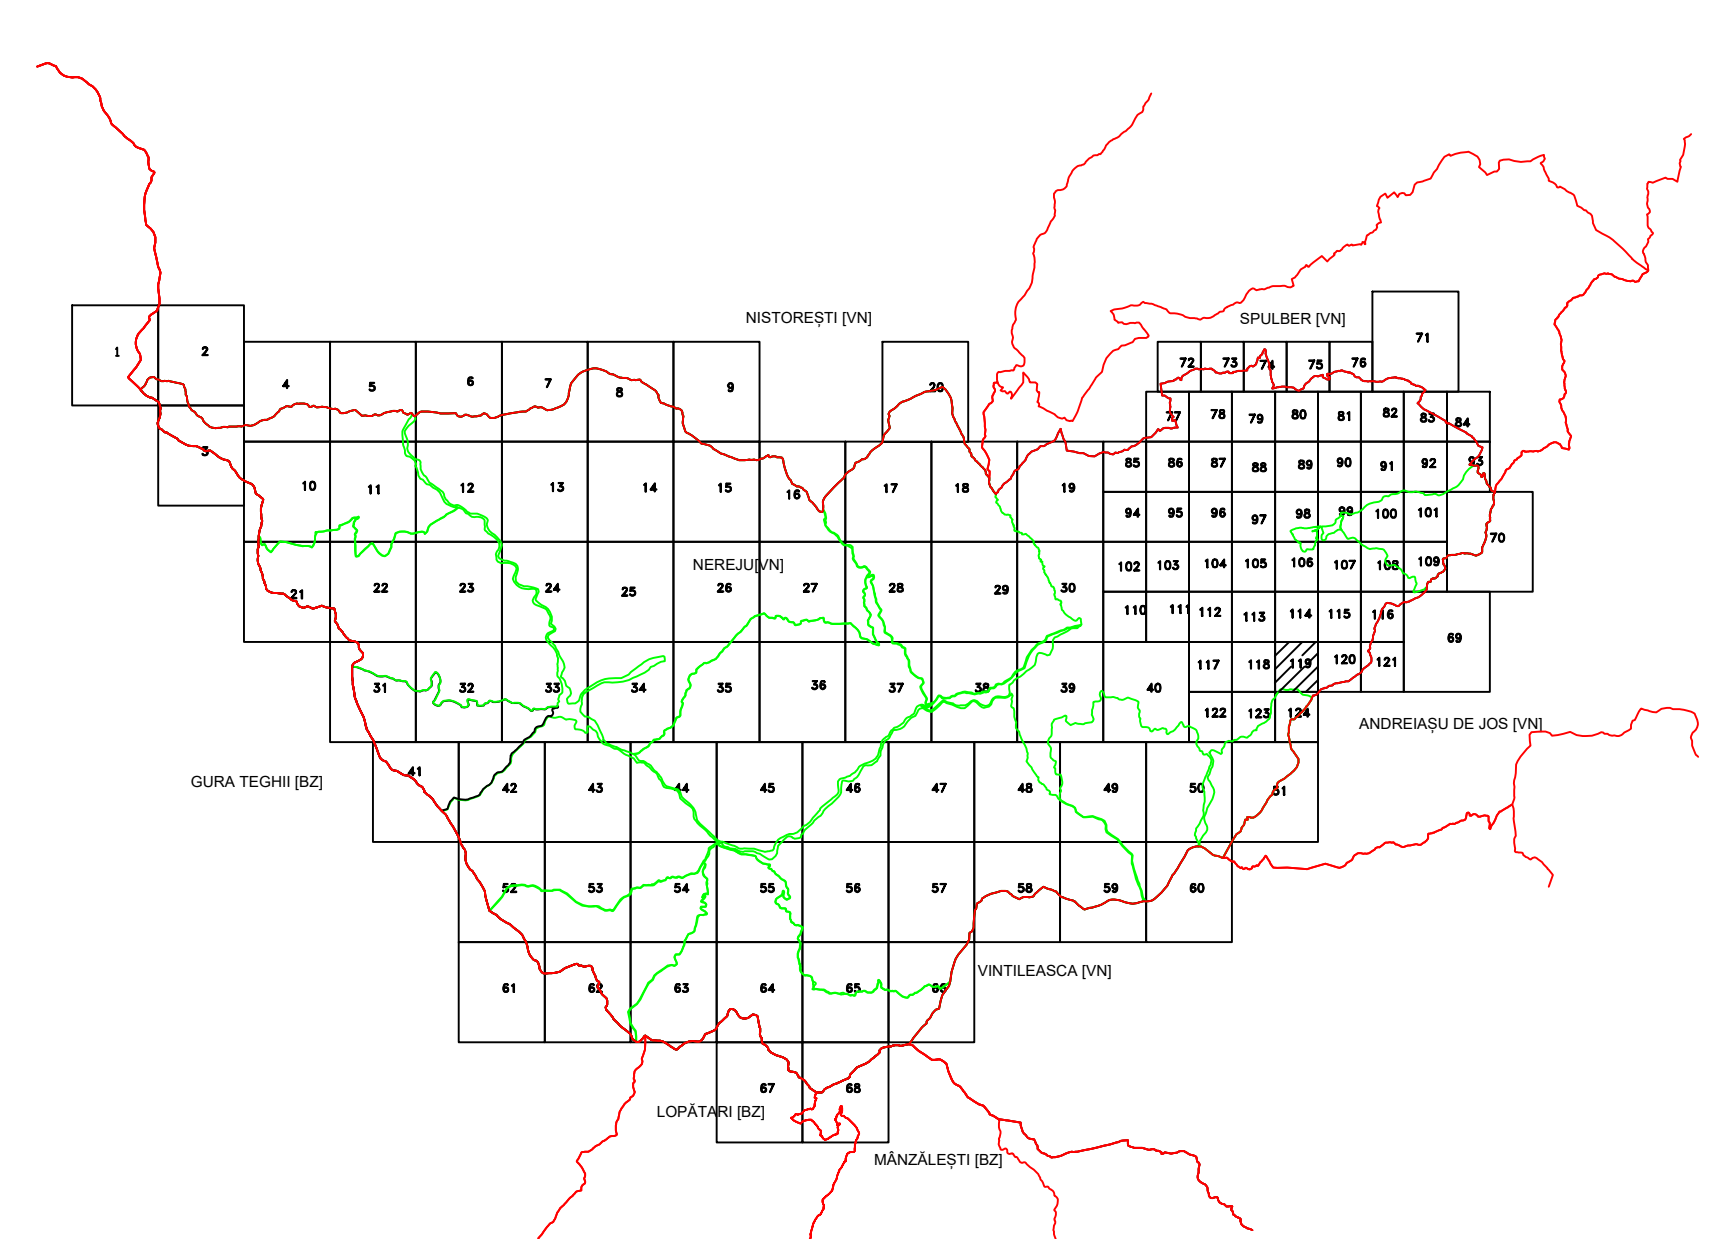 NISTOREȘTI [VN]
SPULBER [VN]
71
1
2
72 73 74 75 76
4 5 6 7 8 9 20
77 78 79 80 81 82 83 84
3
85 86 87 88 89 90 91 92 93
10 11 12 13 14 15 16 17 18 19
94 95 96 97 98 99 100 101
70
NEREJU[VN]
102 103 104 105 106 107 108 109
21 22 23 24 25 26 27 28 29 30
110 111 112 113 114 115 116
69
117 118 119 120 121
31 32 33 34 35 36 37 38 39 40
122 123 124
ANDREIAȘU DE JOS [VN]
GURA TEGHII [BZ]
41 42 43 44 45 46 47 48 49 50 51
52 53 54 55 56 57 58 59 60
VINTILEASCA [VN]
61 62 63 64 65 66
67 68
LOPĂTARI [BZ]
MÂNZĂLEȘTI [BZ]